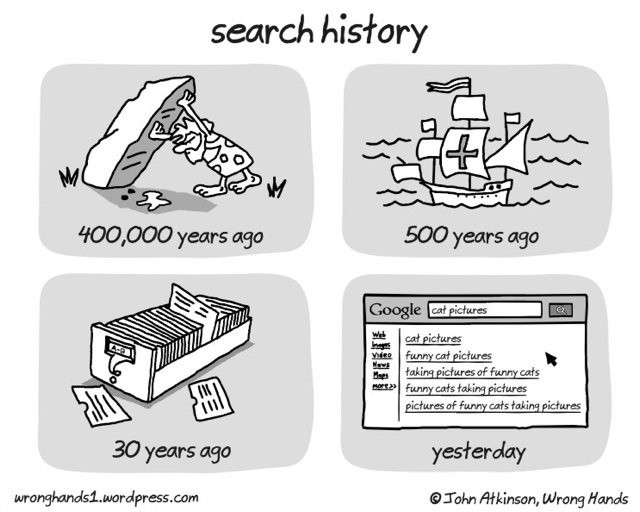 search history
400,000 years ago
500 years ago
A-D
30 years ago
Google cat pictures
Web
Images
Video
News
Maps
more>>
cat pictures
funny cat pictures
taking pictures of funny cats
funny cats taking pictures
pictures of funny cats taking pictures
yesterday
wronghands1.wordpress.com
© John Atkinson, Wrong Hands